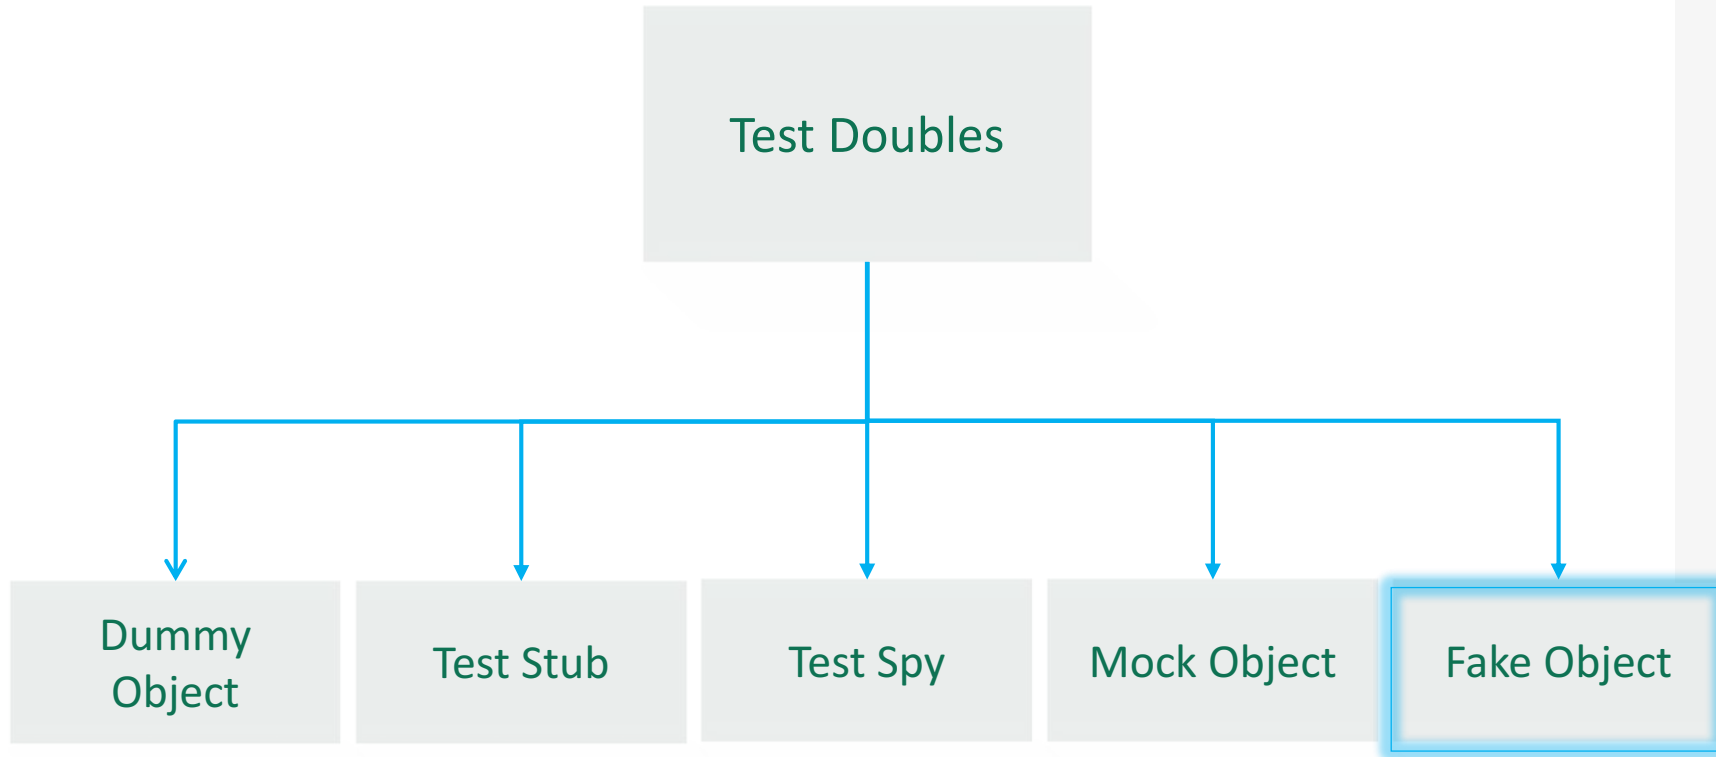 Test Doubles
Dummy
Object
Test Stub
Test Spy
Mock Object
Fake Object